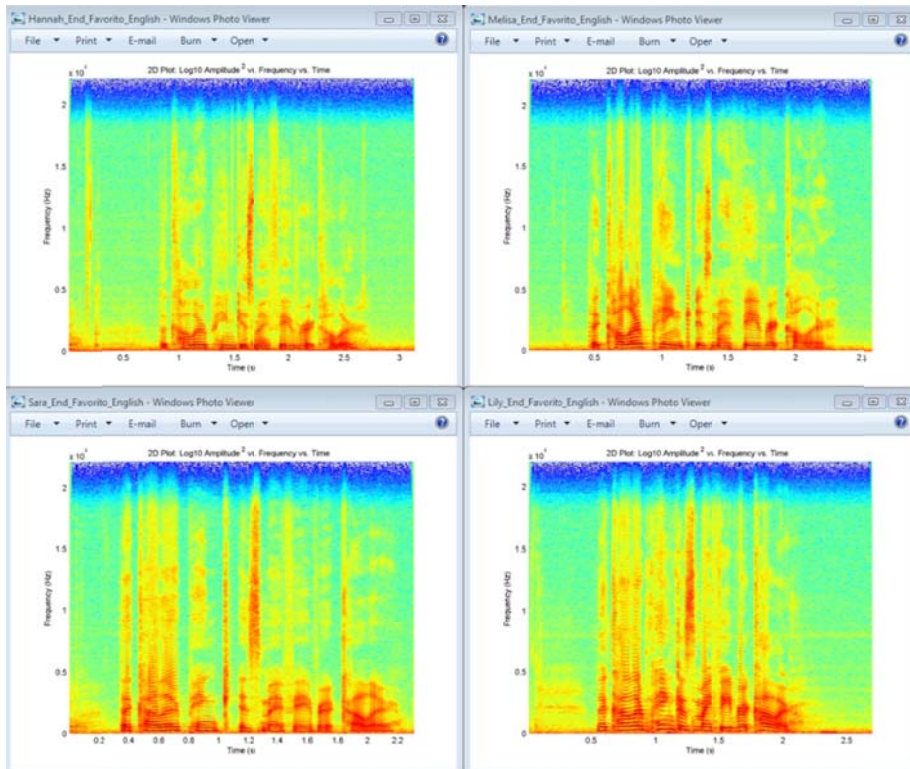 Hannah_End_Favorito_English - Windows Photo Viewer
File Print E-mail Burn Open
2D Plot: Log10 Amplitude ² vs. Frequency vs. Time
x 10⁴
2
1.5
1
0.5
0
Frequency (Hz)
0.5 1 1.5 2 2.5 3
Time (s)
Melisa_End_Favorito_English - Windows Photo Viewer
File Print E-mail Burn Open
2D Plot: Log10 Amplitude ² vs. Frequency vs. Time
x 10⁴
2
1.5
1
0.5
0
Frequency (Hz)
0.5 1 1.5 2
Time (s)
Sara_End_Favorito_English - Windows Photo Viewer
File Print E-mail Burn Open
2D Plot: Log10 Amplitude ² vs. Frequency vs. Time
x 10⁴
2
1.5
1
0.5
0
Frequency (Hz)
0.2 0.4 0.6 0.8 1 1.2 1.4 1.6 1.8 2 2.2
Time (s)
Lily_End_Favorito_English - Windows Photo Viewer
File Print E-mail Burn Open
2D Plot: Log10 Amplitude ² vs. Frequency vs. Time
x 10⁴
2
1.5
1
0.5
0
Frequency (Hz)
0.5 1 1.5 2 2.5
Time (s)